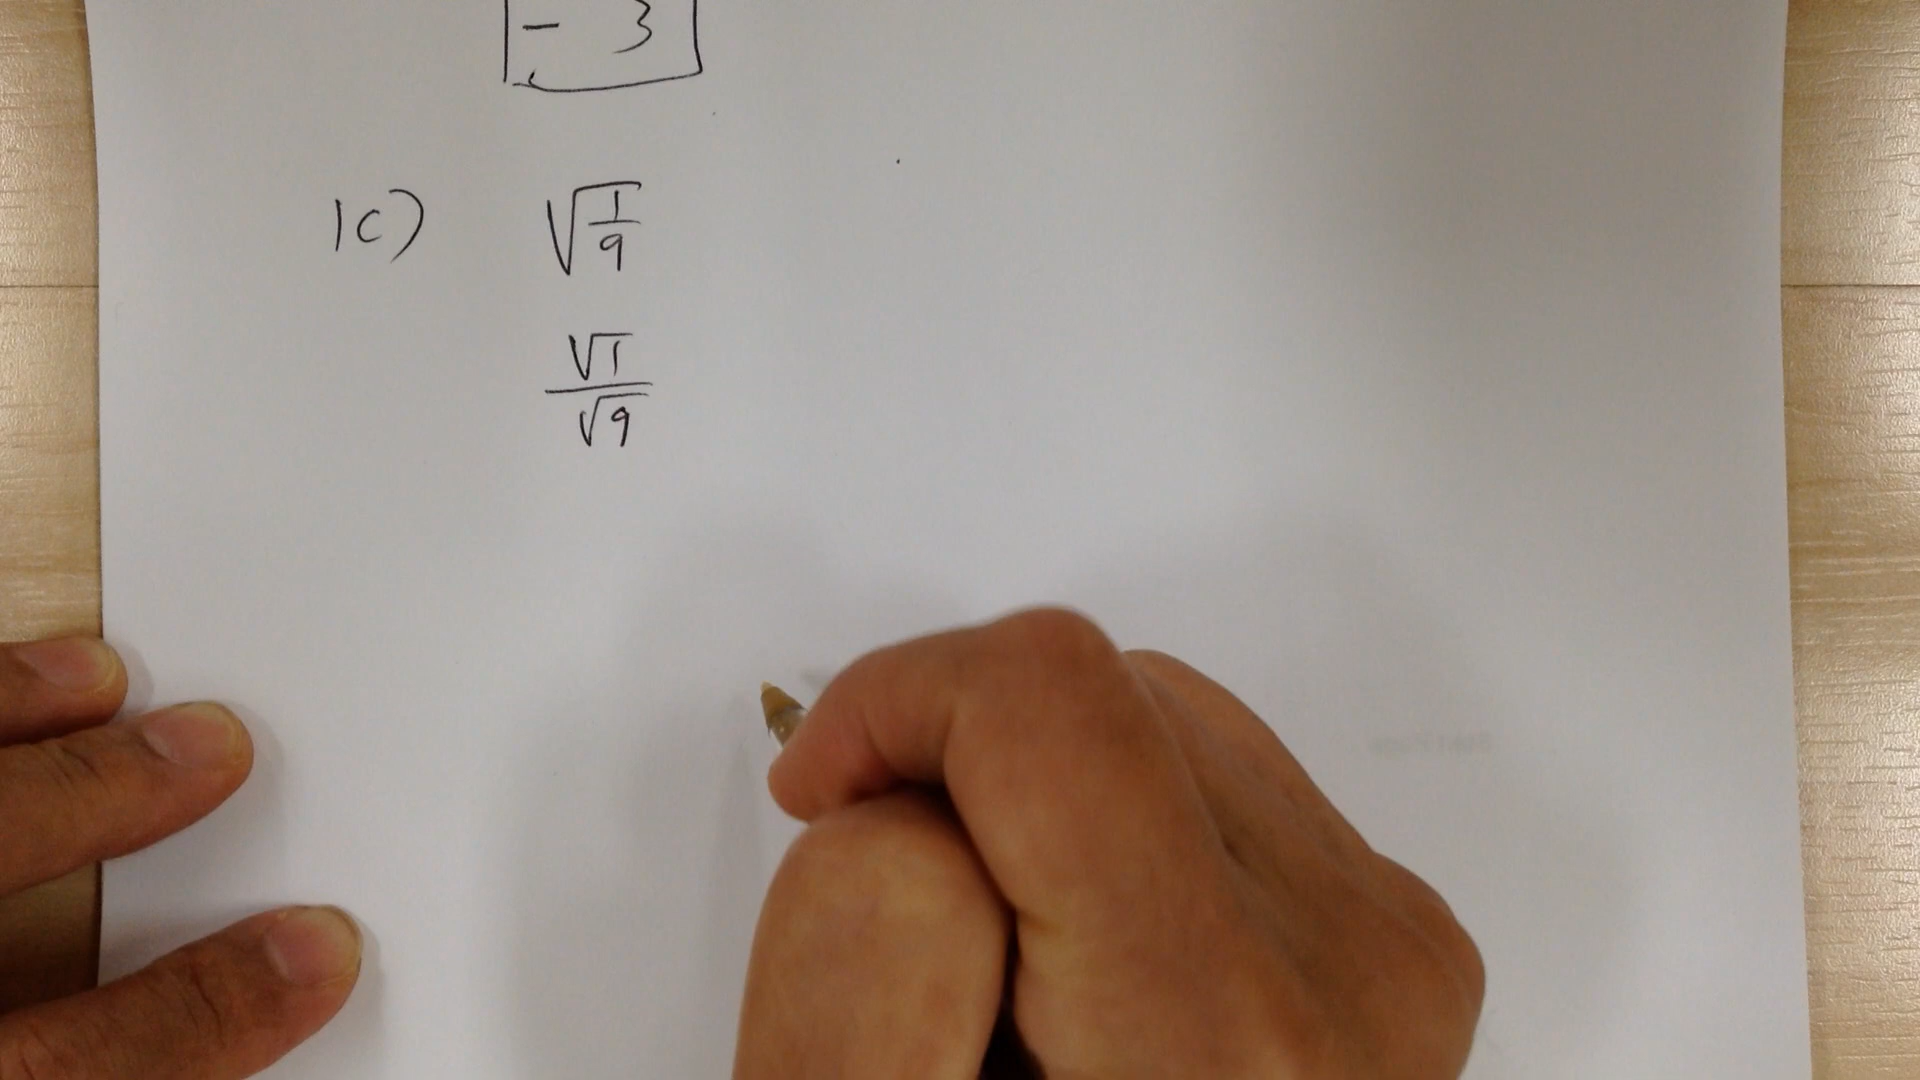 - 3
1c) √(1/9)
√1/√9